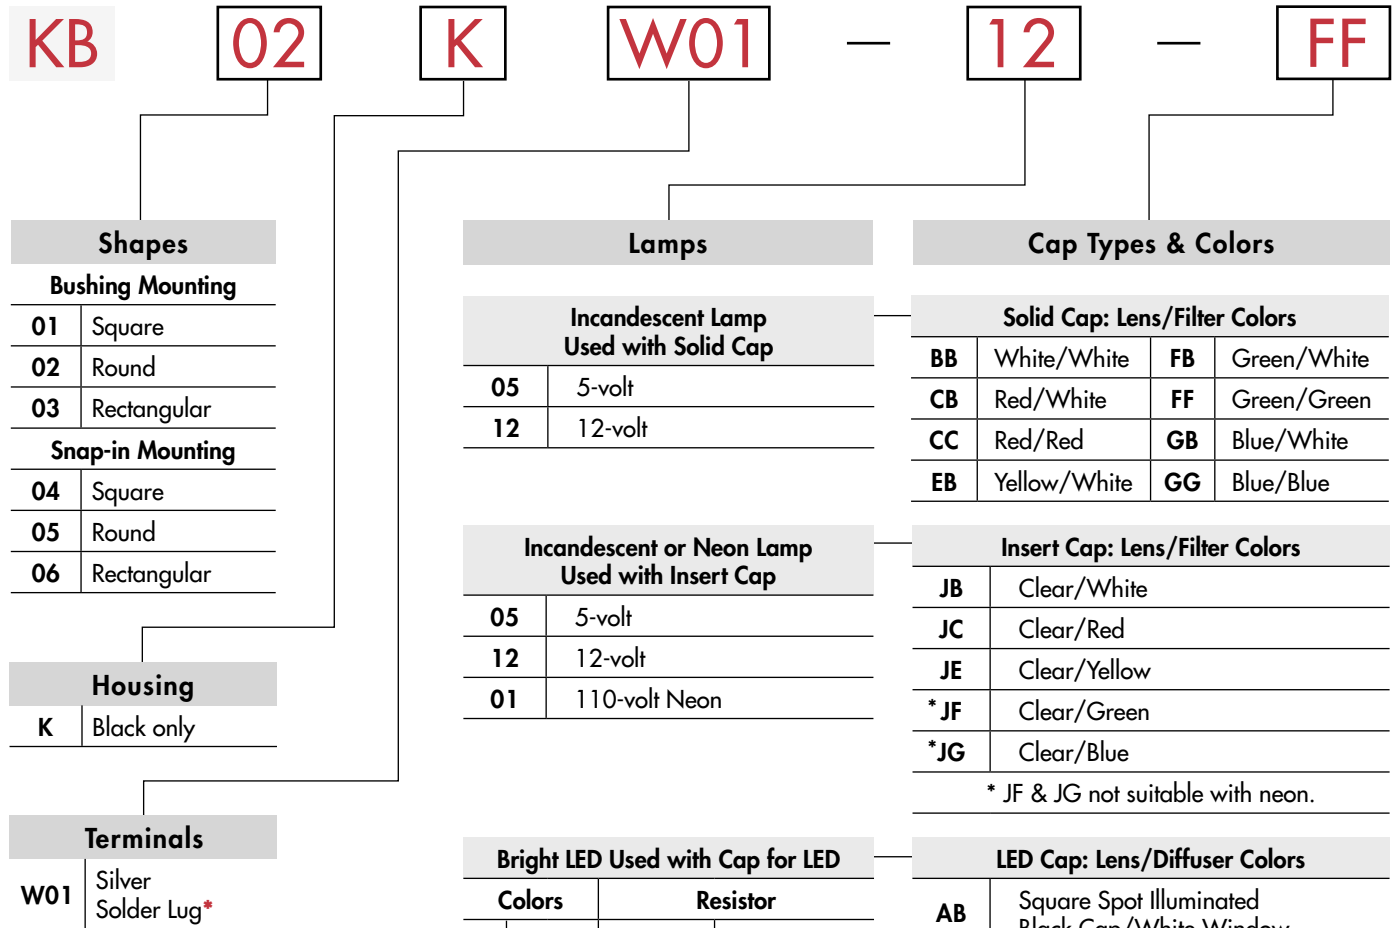 KB 02 K W01 — 12 — FF
Shapes
Bushing Mounting
01 Square
02 Round
03 Rectangular
Snap-in Mounting
04 Square
05 Round
06 Rectangular
Housing
K Black only
Terminals
W01 Silver
Solder Lug*
Lamps
Incandescent Lamp
Used with Solid Cap
05 5-volt
12 12-volt
Incandescent or Neon Lamp
Used with Insert Cap
05 5-volt
12 12-volt
01 110-volt Neon
Bright LED Used with Cap for LED
Colors Resistor
Cap Types & Colors
Solid Cap: Lens/Filter Colors
BB White/White FB Green/White
CB Red/White FF Green/Green
CC Red/Red GB Blue/White
EB Yellow/White GG Blue/Blue
Insert Cap: Lens/Filter Colors
JB Clear/White
JC Clear/Red
JE Clear/Yellow
*JF Clear/Green
*JG Clear/Blue
* JF & JG not suitable with neon.
LED Cap: Lens/Diffuser Colors
AB Square Spot Illuminated
Black Cap/White Window